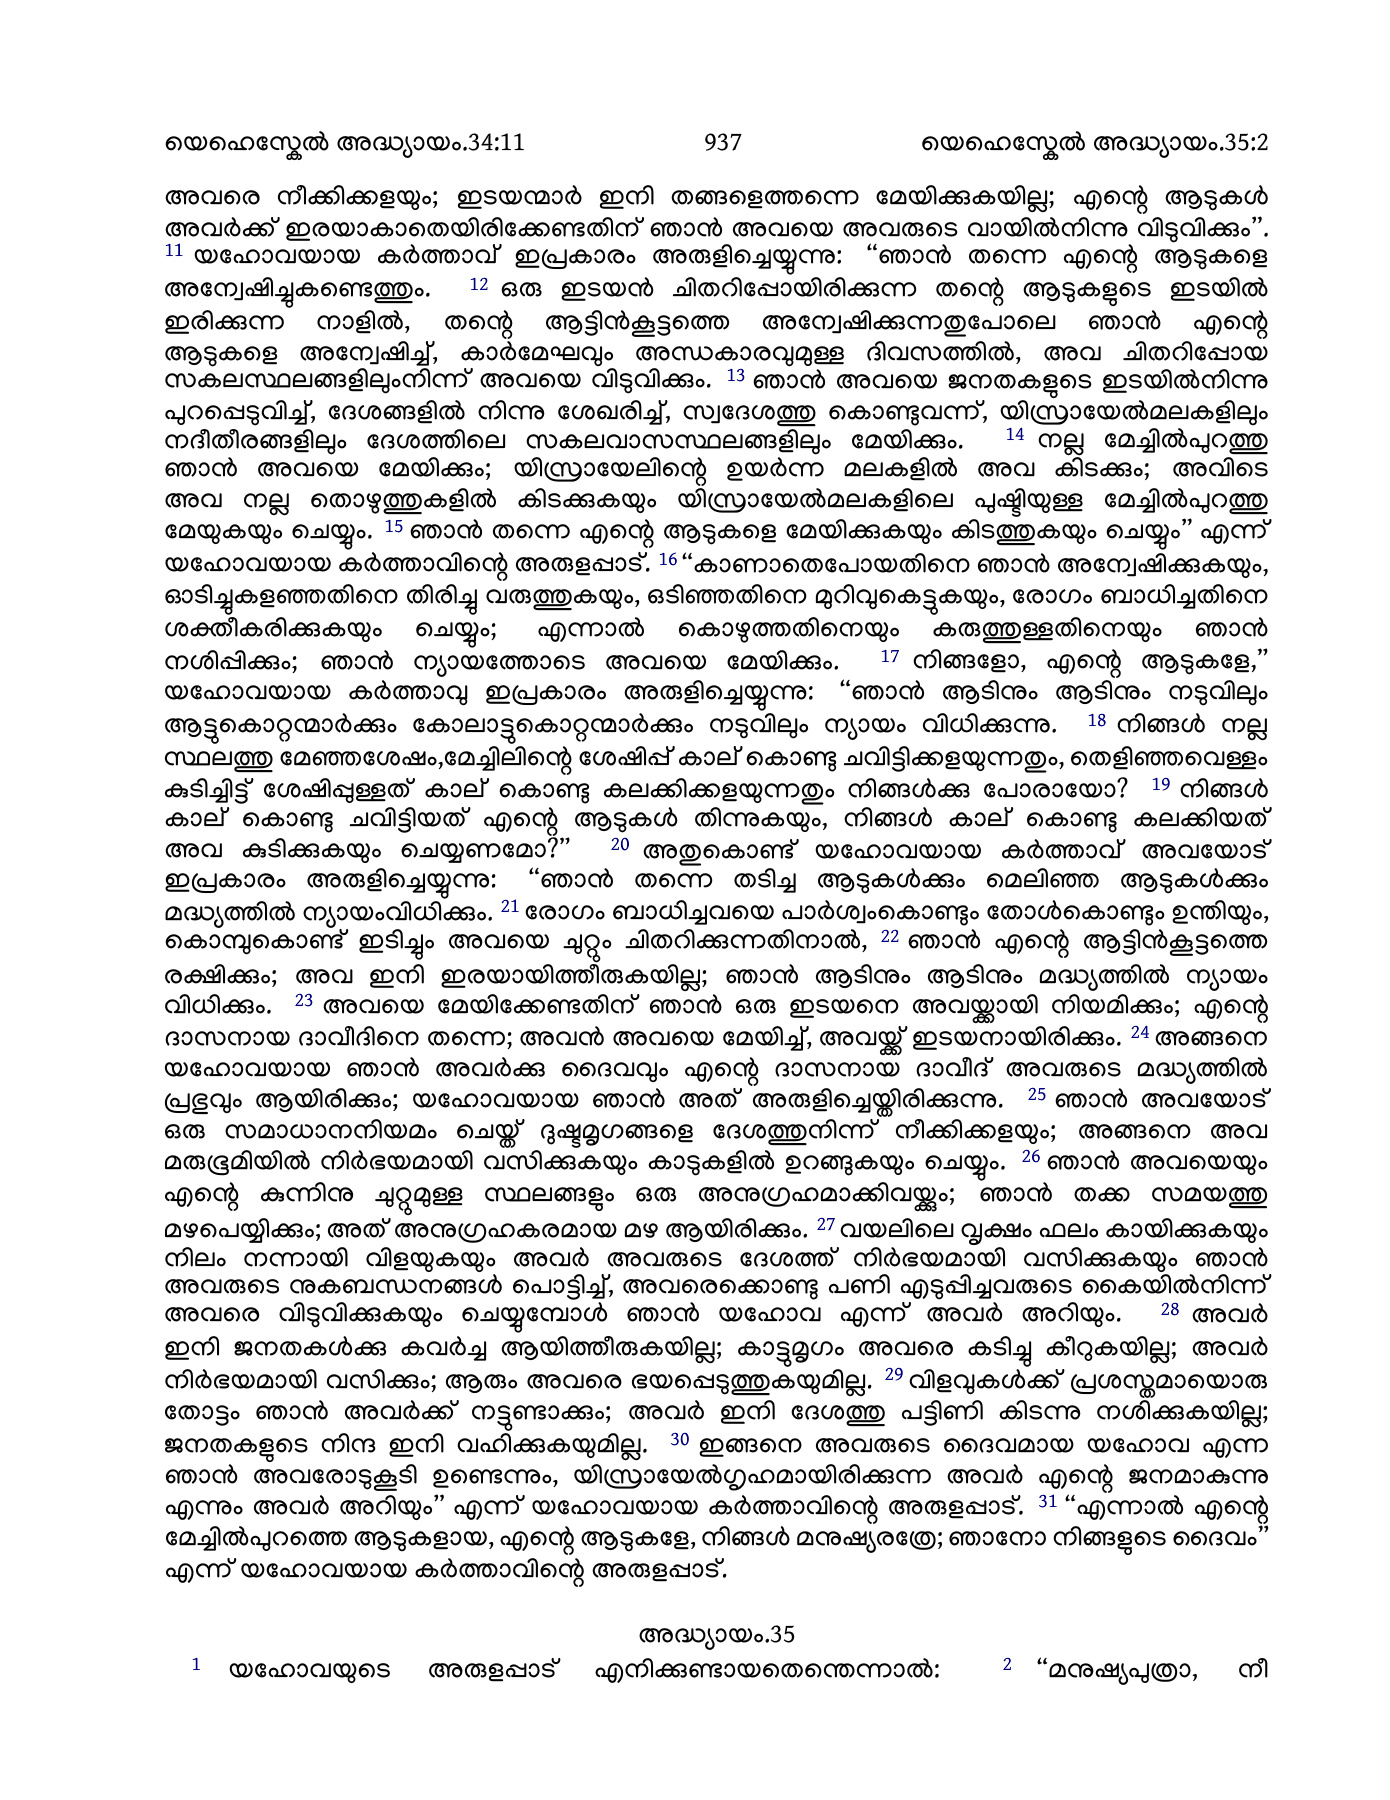 യെഹെസ്കേൽ അദ്ധ്യായം.34:11 937 യെഹെസ്കേൽ അദ്ധ്യായം.35:2
അവരെ നീക്കിക്കളയും; ഇടയന്മാർ ഇനി തങ്ങളെത്തന്നെ മേയിക്കുകയില്ല; എന്റെ ആടുകൾ
അവർക്ക് ഇരയാകാതെയിരിക്കേണ്ടതിന് ഞാൻ അവയെ അവരുടെ വായിൽനിന്നു വിടുവിക്കും”.
11 യഹോവയായ കർത്താവ് ഇപ്രകാരം അരുളിച്ചെയ്യുന്നു: “ഞാൻ തന്നെ എന്റെ ആടുകളെ
അന്വേഷിച്ചുകണ്ടെത്തും. 12 ഒരു ഇടയൻ ചിതറിപ്പോയിരിക്കുന്ന തന്റെ ആടുകളുടെ ഇടയിൽ
ഇരിക്കുന്ന നാളിൽ, തന്റെ ആട്ടിൻകൂട്ടത്തെ അന്വേഷിക്കുന്നതുപോലെ ഞാൻ എന്റെ
ആടുകളെ അന്വേഷിച്ച്, കാർമേഘവും അന്ധകാരവുമുള്ള ദിവസത്തിൽ, അവ ചിതറിപ്പോയ
സകലസ്ഥലങ്ങളിലുംനിന്ന് അവയെ വിടുവിക്കും. 13 ഞാൻ അവയെ ജനതകളുടെ ഇടയിൽനിന്നു
പുറപ്പെടുവിച്ച്, ദേശങ്ങളിൽ നിന്നു ശേഖരിച്ച്, സ്വദേശത്തു കൊണ്ടുവന്ന്, യിസ്രായേൽമലകളിലും
നദീതീരങ്ങളിലും ദേശത്തിലെ സകലവാസസ്ഥലങ്ങളിലും മേയിക്കും. 14 നല്ല മേച്ചിൽപുറത്തു
ഞാൻ അവയെ മേയിക്കും; യിസ്രായേലിന്റെ ഉയർന്ന മലകളിൽ അവ കിടക്കും; അവിടെ
അവ നല്ല തൊഴുത്തുകളിൽ കിടക്കുകയും യിസ്രായേൽമലകളിലെ പുഷ്ടിയുള്ള മേച്ചിൽപുറത്തു
മേയുകയും ചെയ്യും. 15 ഞാൻ തന്നെ എന്റെ ആടുകളെ മേയിക്കുകയും കിടത്തുകയും ചെയ്യും” എന്ന്
യഹോവയായ കർത്താവിന്റെ അരുളപ്പാട്. 16 “കാണാതെപോയതിനെ ഞാൻ അന്വേഷിക്കുകയും,
ഓടിച്ചുകളഞ്ഞതിനെ തിരിച്ചു വരുത്തുകയും, ഒടിഞ്ഞതിനെ മുറിവുകെട്ടുകയും, രോഗം ബാധിച്ചതിനെ
ശക്തീകരിക്കുകയും ചെയ്യും; എന്നാൽ കൊഴുത്തതിനെയും കരുത്തുള്ളതിനെയും ഞാൻ
നശിപ്പിക്കും; ഞാൻ ന്യായത്തോടെ അവയെ മേയിക്കും. 17 നിങ്ങളോ, എന്റെ ആടുകളേ,”
യഹോവയായ കർത്താവു ഇപ്രകാരം അരുളിച്ചെയ്യുന്നു: “ഞാൻ ആടിനും ആടിനും നടുവിലും
ആട്ടുകൊറ്റന്മാർക്കും കോലാട്ടുകൊറ്റന്മാർക്കും നടുവിലും ന്യായം വിധിക്കുന്നു. 18 നിങ്ങൾ നല്ല
സ്ഥലത്തു മേഞ്ഞശേഷം,മേച്ചിലിന്റെ ശേഷിപ്പ് കാല് കൊണ്ടു ചവിട്ടിക്കളയുന്നതും, തെളിഞ്ഞവെള്ളം
കുടിച്ചിട്ട് ശേഷിപ്പുള്ളത് കാല് കൊണ്ടു കലക്കിക്കളയുന്നതും നിങ്ങൾക്കു പോരായോ? 19 നിങ്ങൾ
കാല് കൊണ്ടു ചവിട്ടിയത് എന്റെ ആടുകൾ തിന്നുകയും, നിങ്ങൾ കാല് കൊണ്ടു കലക്കിയത്
അവ കുടിക്കുകയും ചെയ്യണമോ?” 20 അതുകൊണ്ട് യഹോവയായ കർത്താവ് അവയോട്
ഇപ്രകാരം അരുളിച്ചെയ്യുന്നു: “ഞാൻ തന്നെ തടിച്ച ആടുകൾക്കും മെലിഞ്ഞ ആടുകൾക്കും
മദ്ധ്യത്തിൽ ന്യായംവിധിക്കും. 21 രോഗം ബാധിച്ചവയെ പാർശ്വംകൊണ്ടും തോൾകൊണ്ടും ഉന്തിയും,
കൊമ്പുകൊണ്ട് ഇടിച്ചും അവയെ ചുറ്റും ചിതറിക്കുന്നതിനാൽ, 22 ഞാൻ എന്റെ ആട്ടിൻകൂട്ടത്തെ
രക്ഷിക്കും; അവ ഇനി ഇരയായിത്തീരുകയില്ല; ഞാൻ ആടിനും ആടിനും മദ്ധ്യത്തിൽ ന്യായം
വിധിക്കും. 23 അവയെ മേയിക്കേണ്ടതിന് ഞാൻ ഒരു ഇടയനെ അവയ്ക്കായി നിയമിക്കും; എന്റെ
ദാസനായ ദാവീദിനെ തന്നെ; അവൻ അവയെ മേയിച്ച്, അവയ്ക്ക് ഇടയനായിരിക്കും. 24 അങ്ങനെ
യഹോവയായ ഞാൻ അവർക്കു ദൈവവും എന്റെ ദാസനായ ദാവീദ് അവരുടെ മദ്ധ്യത്തിൽ
പ്രഭുവും ആയിരിക്കും; യഹോവയായ ഞാൻ അത് അരുളിച്ചെയ്തിരിക്കുന്നു. 25 ഞാൻ അവയോട്
ഒരു സമാധാനനിയമം ചെയ്ത് ദുഷ്ടമൃഗങ്ങളെ ദേശത്തുനിന്ന് നീക്കിക്കളയും; അങ്ങനെ അവ
മരുഭൂമിയിൽ നിർഭയമായി വസിക്കുകയും കാടുകളിൽ ഉറങ്ങുകയും ചെയ്യും. 26 ഞാൻ അവയെയും
എന്റെ കുന്നിനു ചുറ്റുമുള്ള സ്ഥലങ്ങളും ഒരു അനുഗ്രഹമാക്കിവയ്ക്കും; ഞാൻ തക്ക സമയത്തു
മഴപെയ്യിക്കും; അത് അനുഗ്രഹകരമായ മഴ ആയിരിക്കും. 27 വയലിലെ വൃക്ഷം ഫലം കായിക്കുകയും
നിലം നന്നായി വിളയുകയും അവർ അവരുടെ ദേശത്ത് നിർഭയമായി വസിക്കുകയും ഞാൻ
അവരുടെ നുകബന്ധനങ്ങൾ പൊട്ടിച്ച്, അവരെക്കൊണ്ടു പണി എടുപ്പിച്ചവരുടെ കൈയിൽനിന്ന്
അവരെ വിടുവിക്കുകയും ചെയ്യുമ്പോൾ ഞാൻ യഹോവ എന്ന് അവർ അറിയും. 28 അവർ
ഇനി ജനതകൾക്കു കവർച്ച ആയിത്തീരുകയില്ല; കാട്ടുമൃഗം അവരെ കടിച്ചു കീറുകയില്ല; അവർ
നിർഭയമായി വസിക്കും; ആരും അവരെ ഭയപ്പെടുത്തുകയുമില്ല. 29 വിളവുകൾക്ക് പ്രശസ്തമായൊരു
തോട്ടം ഞാൻ അവർക്ക് നട്ടുണ്ടാക്കും; അവർ ഇനി ദേശത്തു പട്ടിണി കിടന്നു നശിക്കുകയില്ല;
ജനതകളുടെ നിന്ദ ഇനി വഹിക്കുകയുമില്ല. 30 ഇങ്ങനെ അവരുടെ ദൈവമായ യഹോവ എന്ന
ഞാൻ അവരോടുകൂടി ഉണ്ടെന്നും, യിസ്രായേൽഗൃഹമായിരിക്കുന്ന അവർ എന്റെ ജനമാകുന്നു
എന്നും അവർ അറിയും” എന്ന് യഹോവയായ കർത്താവിന്റെ അരുളപ്പാട്. 31 “എന്നാൽ എന്റെ
മേച്ചിൽപുറത്തെ ആടുകളായ, എന്റെ ആടുകളേ, നിങ്ങൾ മനുഷ്യരത്രേ; ഞാനോ നിങ്ങളുടെ ദൈവം”
എന്ന് യഹോവയായ കർത്താവിന്റെ അരുളപ്പാട്.
അദ്ധ്യായം.35
1 യഹോവയുടെ അരുളപ്പാട് എനിക്കുണ്ടായതെന്തെന്നാൽ: 2 “മനുഷ്യപുത്രാ, നീ